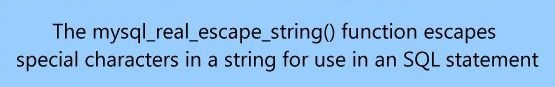 The mysql_real_escape_string() function escapes
special characters in a string for use in an SQL statement